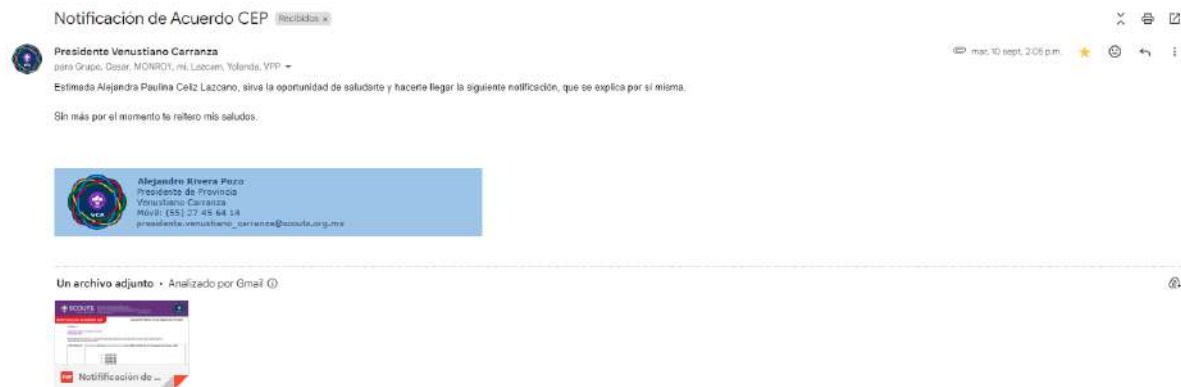 Notificación de Acuerdo CEP Recibidos x
Presidente Venustiano Carranza
mar, 10 sept, 2:05 p.m.
para Grupo, Cesar, MONROY, mí, Lazcam, Yolanda, VPP
Estimada Alejandra Paulina Celiz Lazcano, sirva la oportunidad de saludarte y hacerte llegar la siguiente notificación, que se explica por sí misma.
Sin más por el momento te reitero mis saludos.
VCA
Alejandro Rivera Pozo
Presidente de Provincia
Venustiano Carranza
Móvil: (55) 27 45 64 14
presidente.venustiano_carranza@scouts.org.mx
Un archivo adjunto • Analizado por Gmail
SCOUTS
PDF Notifificación de ...